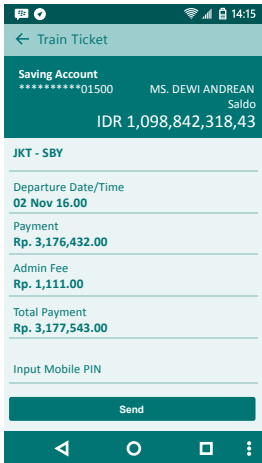 14:15
Train Ticket
Saving Account
**********01500 MS. DEWI ANDREAN
Saldo
IDR 1,098,842,318,43
JKT - SBY
Departure Date/Time
02 Nov 16.00
Payment
Rp. 3,176,432.00
Admin Fee
Rp. 1,111.00
Total Payment
Rp. 3,177,543.00
Input Mobile PIN
Send